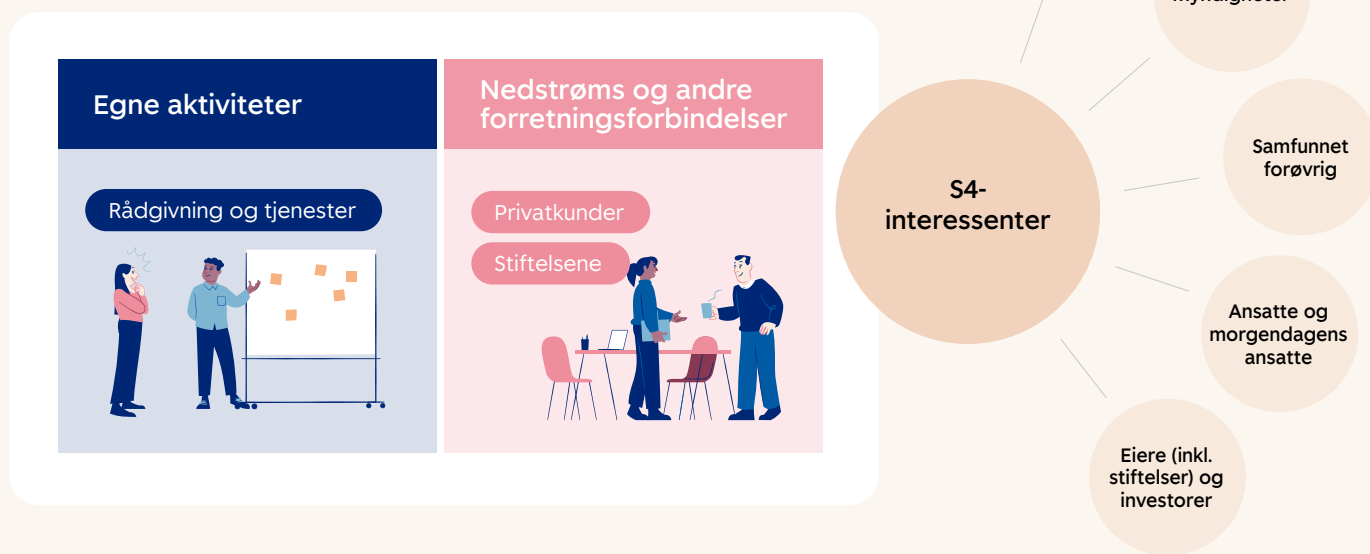 Egne aktiviteter
Rådgivning og tjenester
Nedstrøms og andre
forretningsforbindelser
Privatkunder
Stiftelsene
S4-
interessenter
Samfunnet
forøvrig
Ansatte og
morgendagens
ansatte
Eiere (inkl.
stiftelser) og
investorer